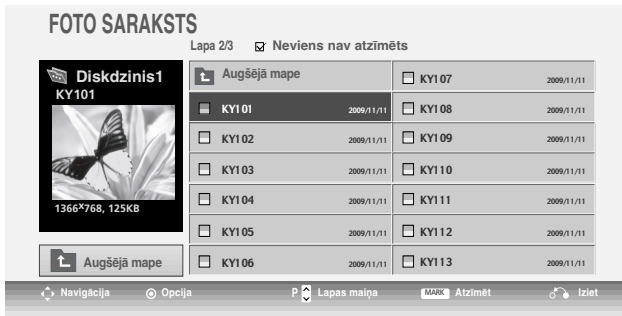 FOTO SARAKSTS
Lapa 2/3 Neviens nav atzīmēts
Diskdzinis1
KY101
1366x768, 125KB
Augšējā mape
Augšējā mape
KY101 2009/11/11
KY102 2009/11/11
KY103 2009/11/11
KY104 2009/11/11
KY105 2009/11/11
KY106 2009/11/11
KY107 2009/11/11
KY108 2009/11/11
KY109 2009/11/11
KY110 2009/11/11
KY111 2009/11/11
KY112 2009/11/11
KY113 2009/11/11
Navigācija Opcija P Lapas maiņa MARK Atzīmēt Iziet